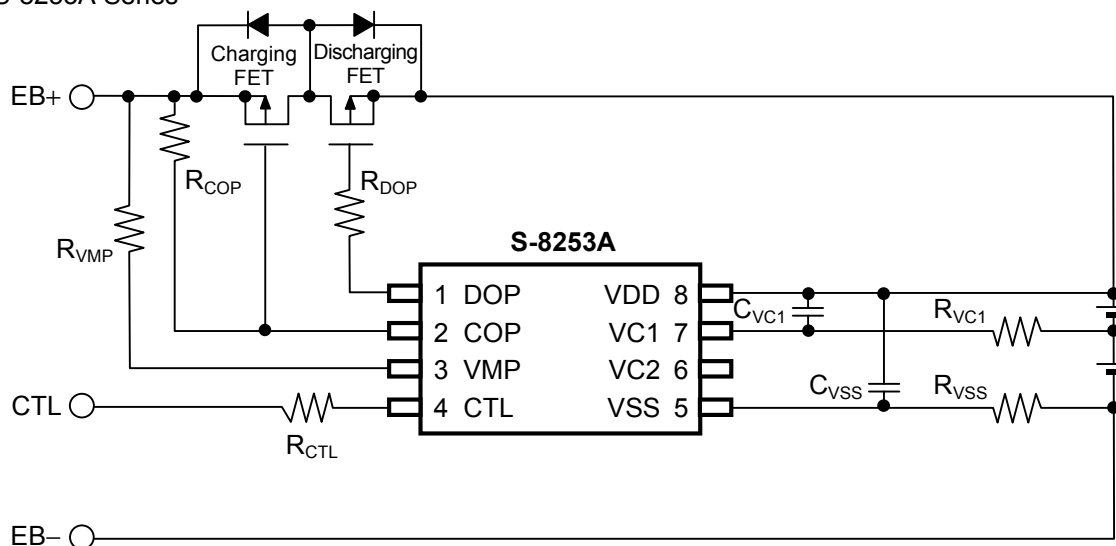 S-8253A Series
Charging
FET
Discharging
FET
EB+
RCOP
RDOP
RVMP
S-8253A
1 DOP
VDD 8
2 COP
VC1 7
3 VMP
VC2 6
4 CTL
VSS 5
CVC1
RVC1
CVSS
RVSS
CTL
RCTL
EB−